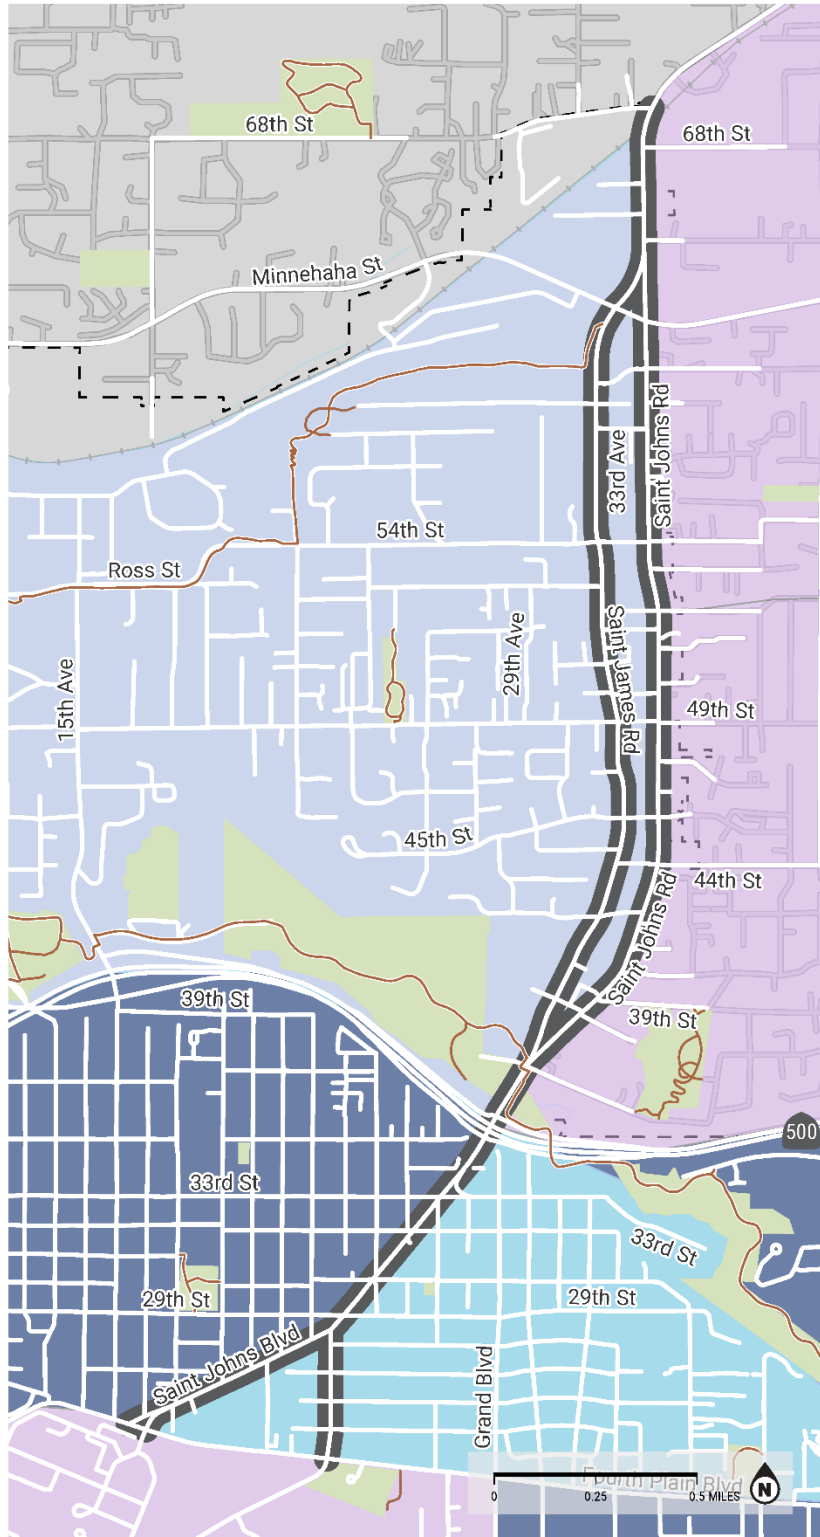 68th St
68th St
Minnehaha St
Saint Johns Rd
33rd Ave
54th St
Ross St
Saint James Rd
29th Ave
15th Ave
49th St
45th St
44th St
Saint Johns Rd
39th St
39th St
500
33rd St
33rd St
29th St
29th St
Saint Johns Blvd
Grand Blvd
Fourth Plain Blvd
0 0.25 0.5 MILES
N